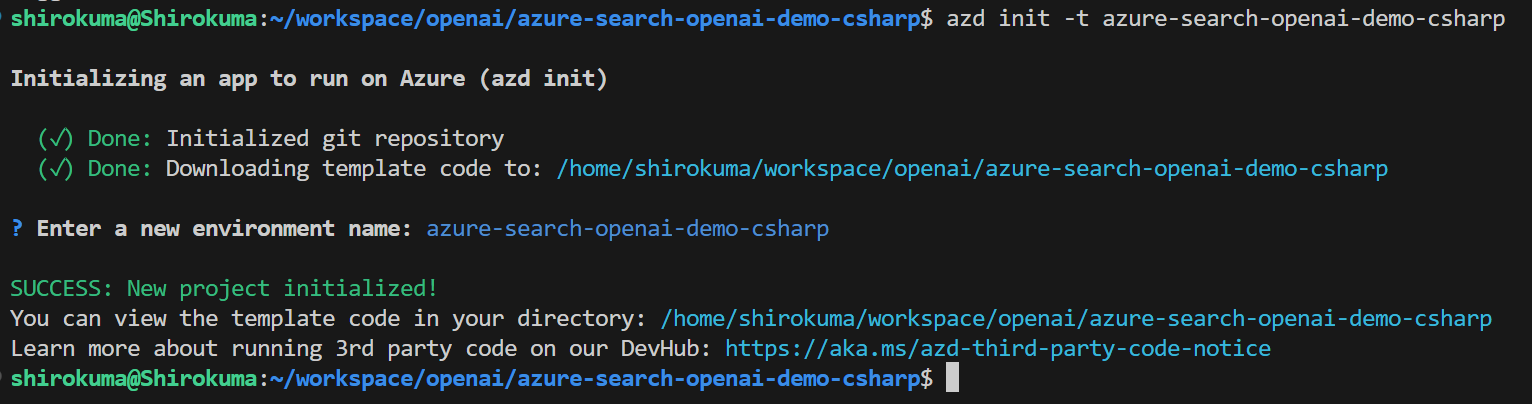 shirokuma@Shirokuma:~/workspace/openai/azure-search-openai-demo-csharp$ azd init -t azure-search-openai-demo-csharp
Initializing an app to run on Azure (azd init)
(✓) Done: Initialized git repository
(✓) Done: Downloading template code to: /home/shirokuma/workspace/openai/azure-search-openai-demo-csharp
? Enter a new environment name: azure-search-openai-demo-csharp
SUCCESS: New project initialized!
You can view the template code in your directory: /home/shirokuma/workspace/openai/azure-search-openai-demo-csharp
Learn more about running 3rd party code on our DevHub: https://aka.ms/azd-third-party-code-notice
shirokuma@Shirokuma:~/workspace/openai/azure-search-openai-demo-csharp$